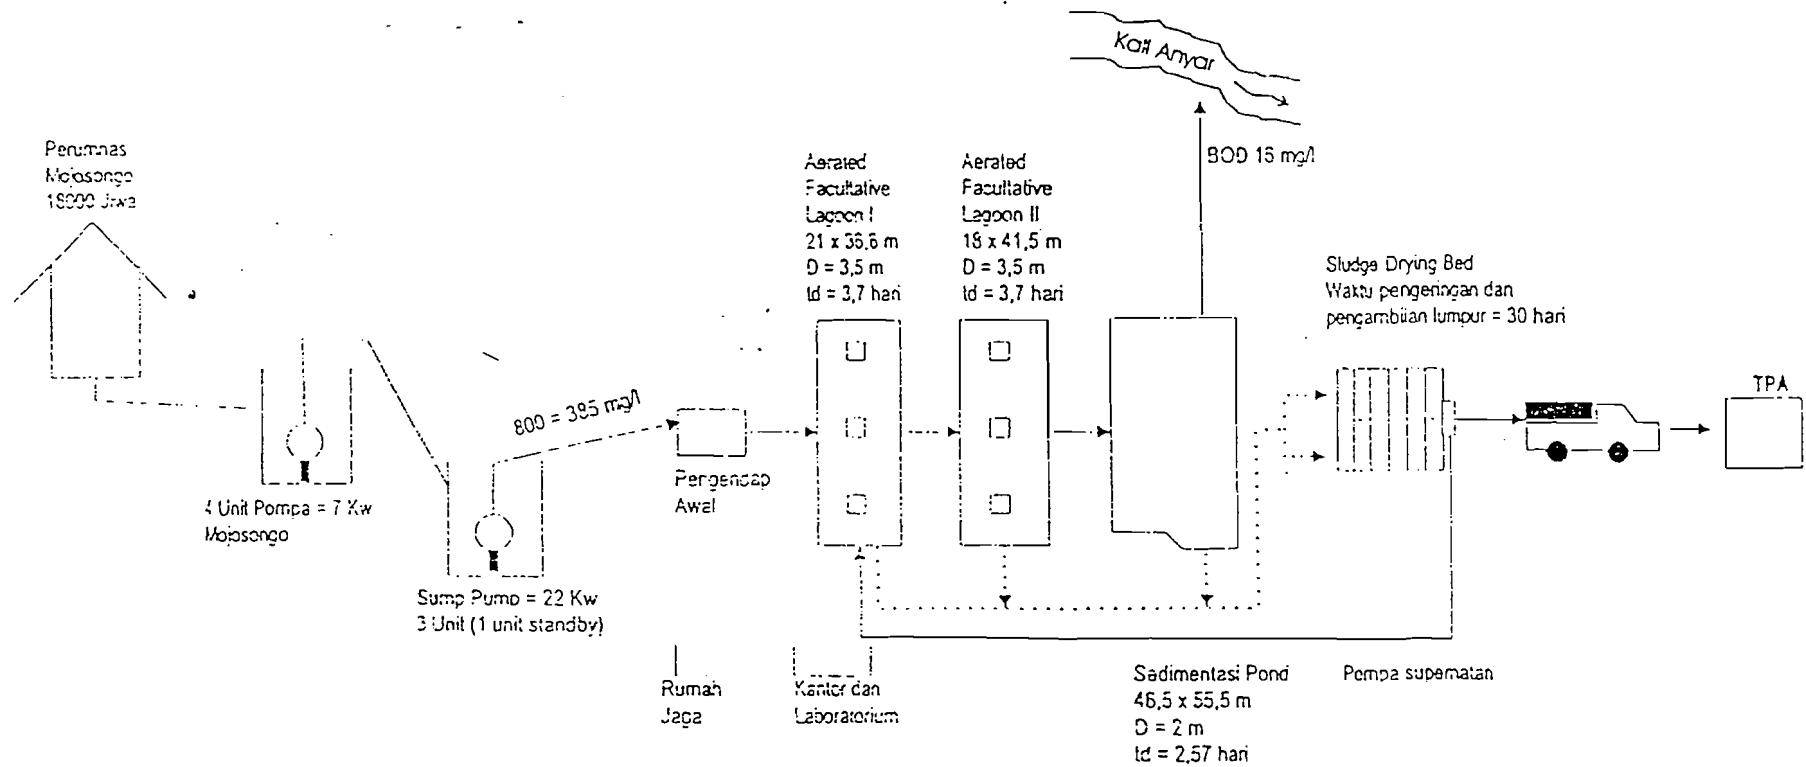 Kali Anyar
BOD 16 mg/l
Perumnas
Mojosongo
18000 Jiwa
Aerated
Facultative
Lagoon I
21 x 36,6 m
D = 3,5 m
td = 3,7 hari
Aerated
Facultative
Lagoon II
18 x 41,5 m
D = 3,5 m
td = 3,7 hari
Sludge Drying Bed
Waktu pengeringan dan
pengambilan lumpur = 30 hari
TPA
800 = 385 mg/l
Pengendap
Awal
4 Unit Pompa = 7 Kw
Mojosongo
Sump Pump = 22 Kw
3 Unit (1 unit standby)
Rumah
Jaga
Kantor dan
Laboratorium
Sedimentasi Pond
46,5 x 55,5 m
D = 2 m
td = 2,57 hari
Pompa supernatan